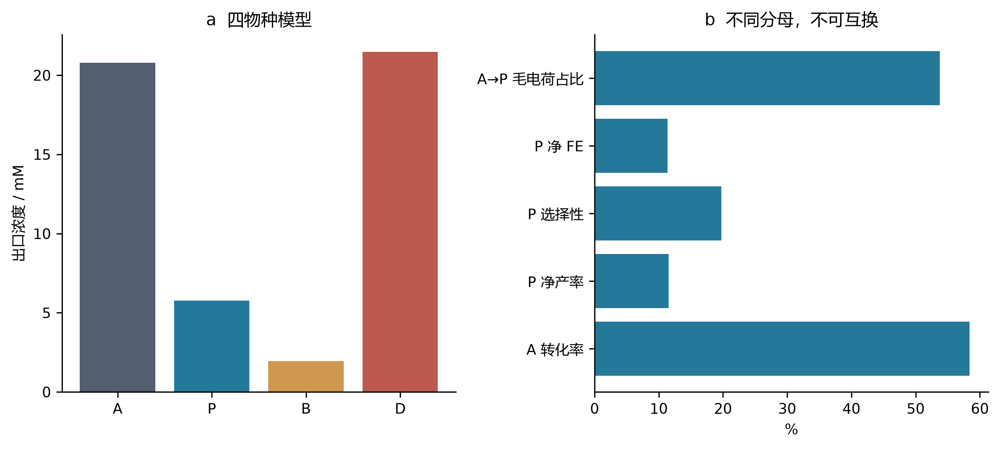 a 四物种模型
出口浓度 / mM
20
15
10
5
0
A
P
B
D
b 不同分母，不可互换
A→P 毛电荷占比
P 净 FE
P 选择性
P 净产率
A 转化率
0
10
20
30
40
50
60
%